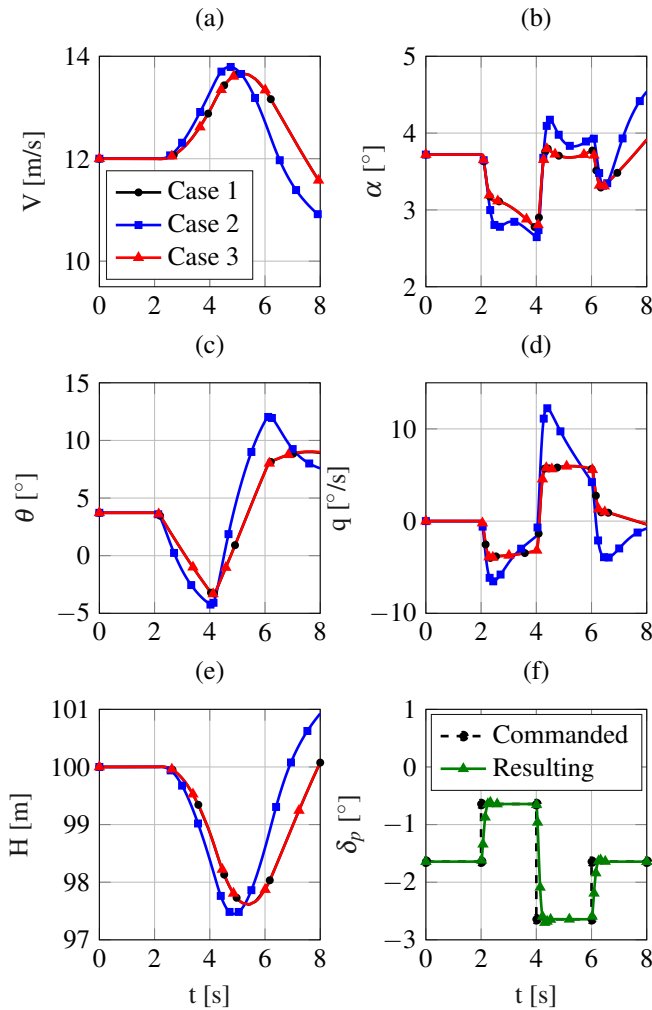 (a)
14
12
10
V [m/s]
Case 1
Case 2
Case 3
0
2
4
6
8
(b)
5
4
3
2
α [°]
0
2
4
6
8
(c)
15
10
5
0
−5
θ [°]
0
2
4
6
8
(d)
10
0
−10
q [°/s]
0
2
4
6
8
(e)
101
100
99
98
97
H [m]
0
2
4
6
8
t [s]
(f)
1
0
−1
−2
−3
δp [°]
Commanded
Resulting
0
2
4
6
8
t [s]